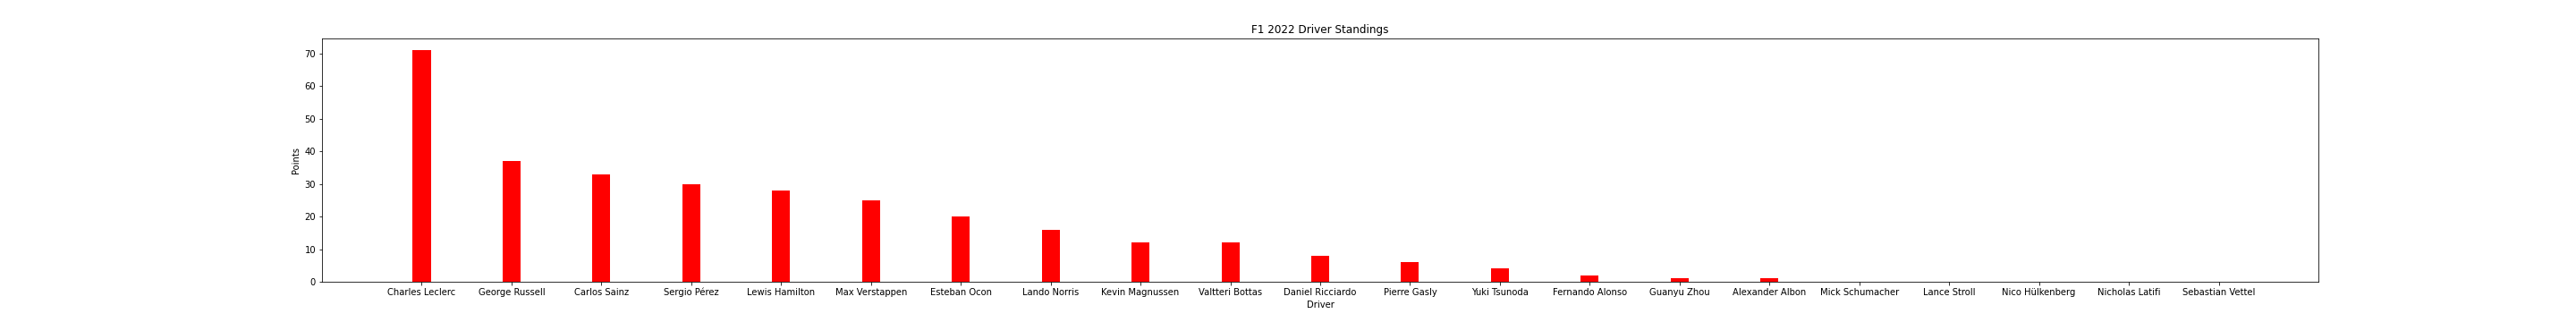 F1 2022 Driver Standings
Points
70
60
50
40
30
20
10
0
Charles Leclerc George Russell Carlos Sainz Sergio Pérez Lewis Hamilton Max Verstappen Esteban Ocon Lando Norris Kevin Magnussen Valtteri Bottas Daniel Ricciardo Pierre Gasly Yuki Tsunoda Fernando Alonso Guanyu Zhou Alexander Albon Mick Schumacher Lance Stroll Nico Hülkenberg Nicholas Latifi Sebastian Vettel
Driver